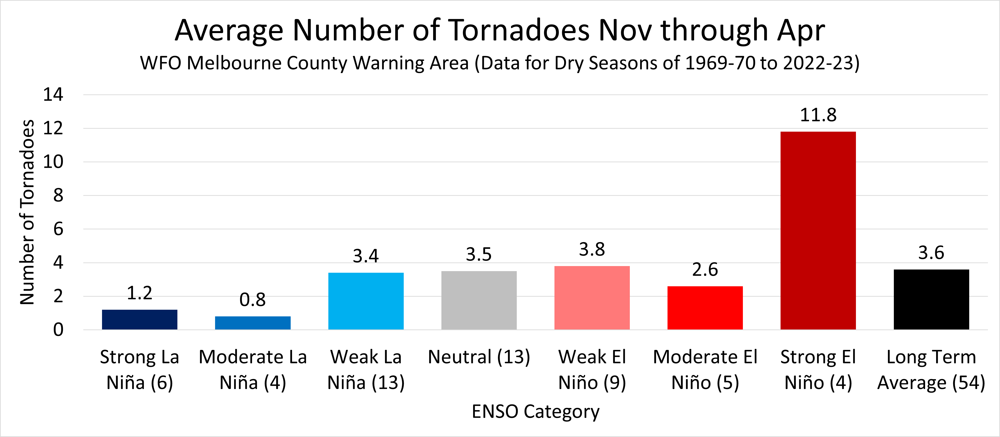 Average Number of Tornadoes Nov through Apr
WFO Melbourne County Warning Area (Data for Dry Seasons of 1969-70 to 2022-23)
Number of Tornadoes
14
12
10
8
6
4
2
0
1.2
0.8
3.4
3.5
3.8
2.6
11.8
3.6
Strong La
Niña (6)
Moderate La
Niña (4)
Weak La
Niña (13)
Neutral (13)
Weak El
Niño (9)
Moderate El
Niño (5)
Strong El
Niño (4)
Long Term
Average (54)
ENSO Category